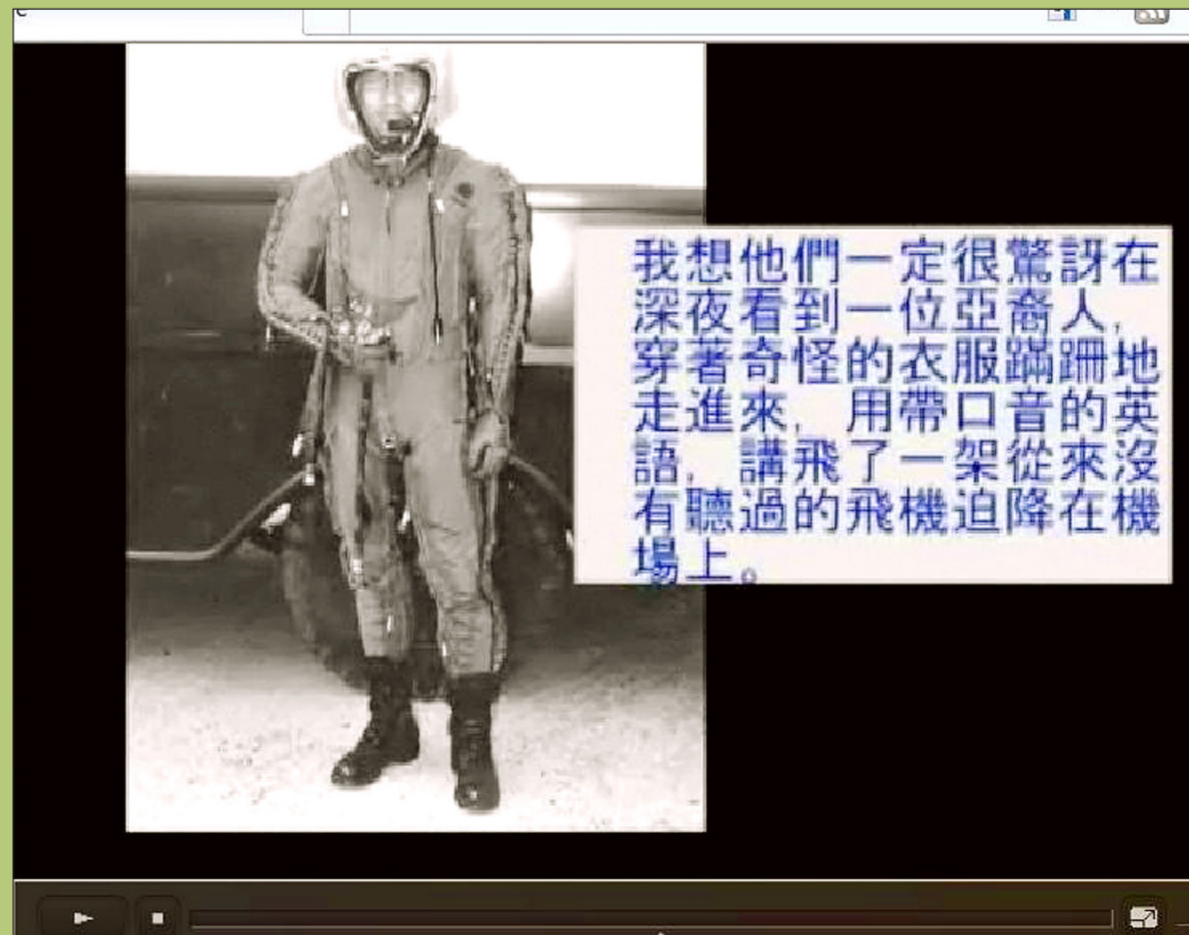 我想他們一定很驚訝在
深夜看到一位亞裔人,
穿著奇怪的衣服蹣跚地
走進來, 用帶口音的英
語, 講飛了一架從來沒
有聽過的飛機迫降在機
場上。